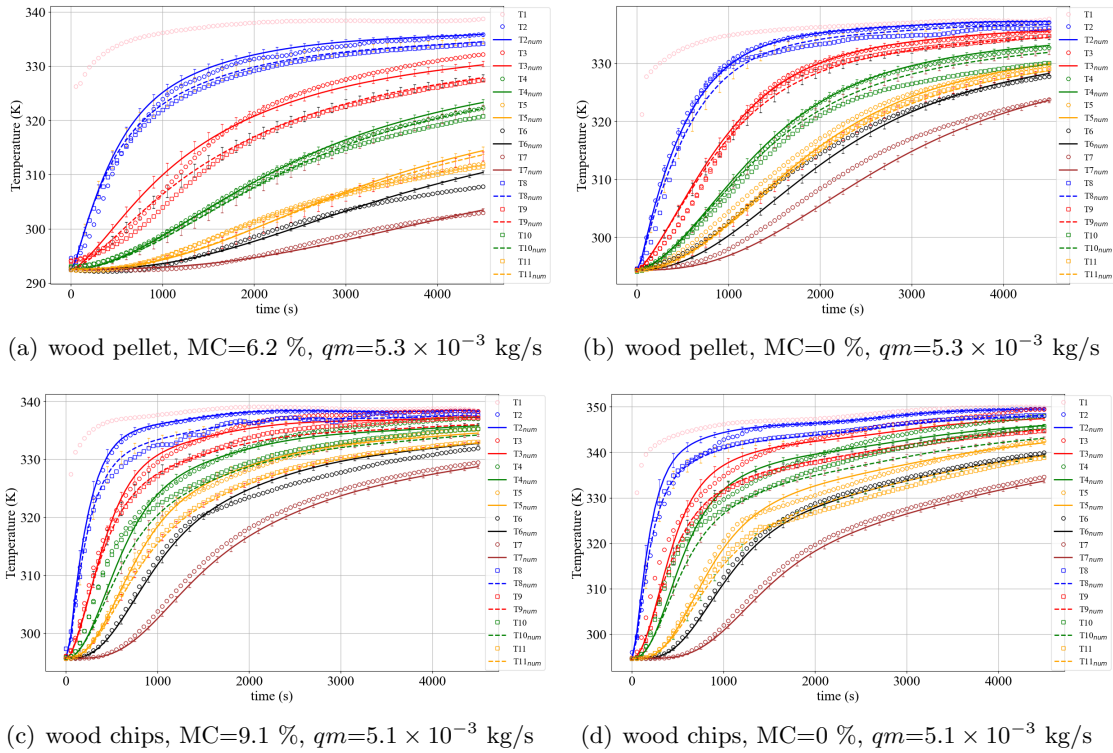 340
330
320
310
300
290
Temperature (K)
0
1000
2000
3000
4000
time (s)
T1
T2
T2num
T3
T3num
T4
T4num
T5
T5num
T6
T6num
T7
T7num
T8
T8num
T9
T9num
T10
T10num
T11
T11num
330
320
310
300
Temperature (K)
0
1000
2000
3000
4000
time (s)
T1
T2
T2num
T3
T3num
T4
T4num
T5
T5num
T6
T6num
T7
T7num
T8
T8num
T9
T9num
T10
T10num
T11
T11num
(a) wood pellet, MC=6.2 %, qm=5.3 × 10⁻³ kg/s
(b) wood pellet, MC=0 %, qm=5.3 × 10⁻³ kg/s
340
330
320
310
300
Temperature (K)
0
1000
2000
3000
4000
time (s)
T1
T2
T2num
T3
T3num
T4
T4num
T5
T5num
T6
T6num
T7
T7num
T8
T8num
T9
T9num
T10
T10num
T11
T11num
350
340
330
320
310
300
Temperature (K)
0
1000
2000
3000
4000
time (s)
T1
T2
T2num
T3
T3num
T4
T4num
T5
T5num
T6
T6num
T7
T7num
T8
T8num
T9
T9num
T10
T10num
T11
T11num
(c) wood chips, MC=9.1 %, qm=5.1 × 10⁻³ kg/s
(d) wood chips, MC=0 %, qm=5.1 × 10⁻³ kg/s